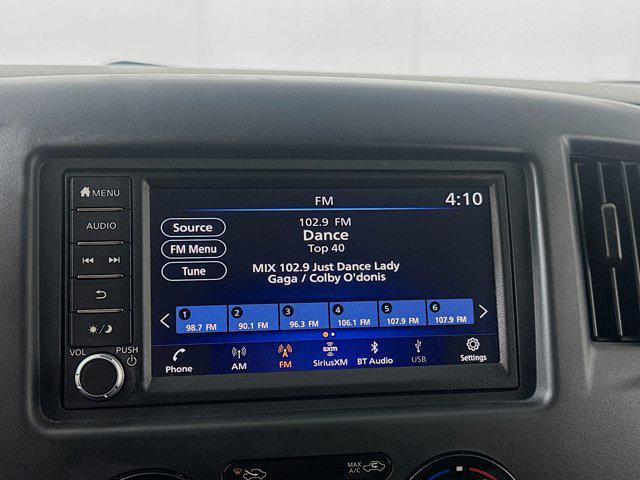 MENU
AUDIO
VOL
PUSH
FM
4:10
Source
FM Menu
Tune
102.9 FM
Dance
Top 40
MIX 102.9 Just Dance Lady
Gaga / Colby O'donis
1
98.7 FM
2
90.1 FM
3
96.3 FM
4
106.1 FM
5
107.9 FM
6
107.9 FM
Phone
AM
FM
sxm
SiriusXM
BT Audio
USB
Settings
MAX
A/C